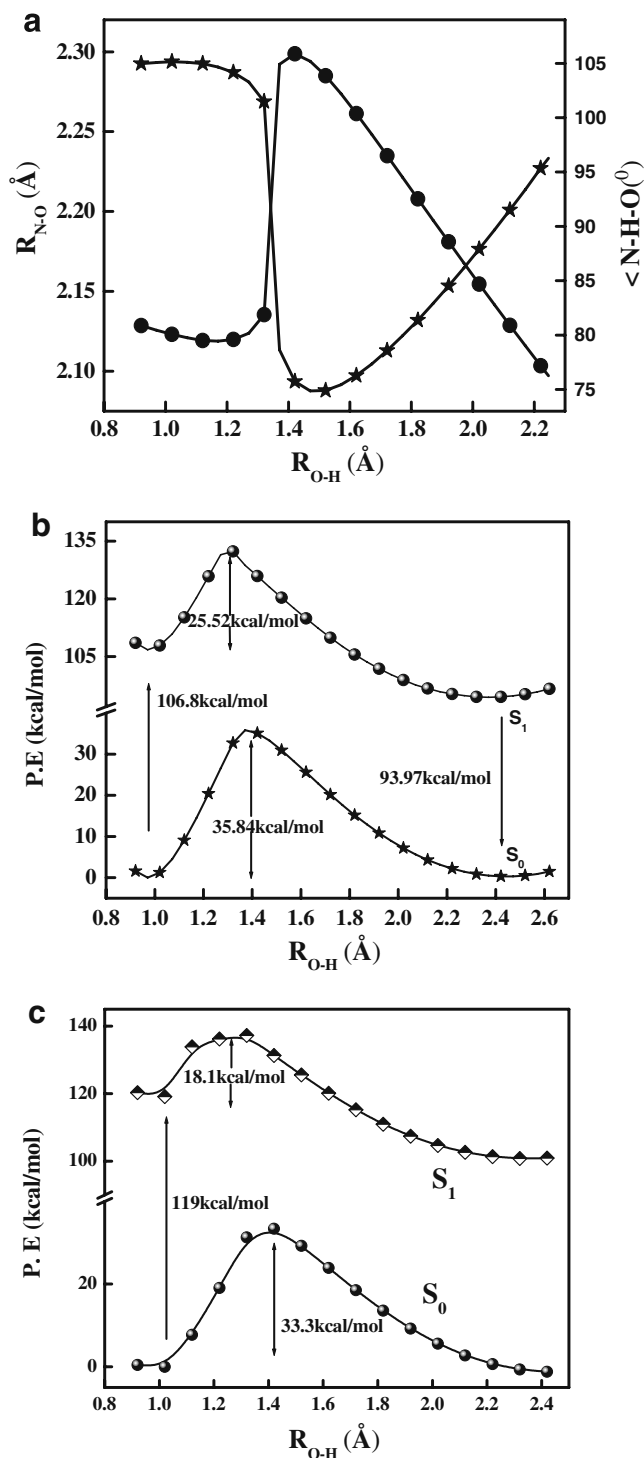 a
2.30
2.25
2.20
2.15
2.10
R_{N-O} (Å)
105
100
95
90
85
80
75
< N-H-O(⁰)
0.8 1.0 1.2 1.4 1.6 1.8 2.0 2.2
R_{O-H} (Å)
b
135
120
105
30
20
10
0
P.E (kcal/mol)
25.52kcal/mol
106.8kcal/mol
S₁
93.97kcal/mol
35.84kcal/mol
S₀
0.8 1.0 1.2 1.4 1.6 1.8 2.0 2.2 2.4 2.6
R_{O-H} (Å)
c
140
120
100
20
0
P. E (kcal/mol)
18.1kcal/mol
S₁
119kcal/mol
S₀
33.3kcal/mol
0.8 1.0 1.2 1.4 1.6 1.8 2.0 2.2 2.4
R_{O-H} (Å)